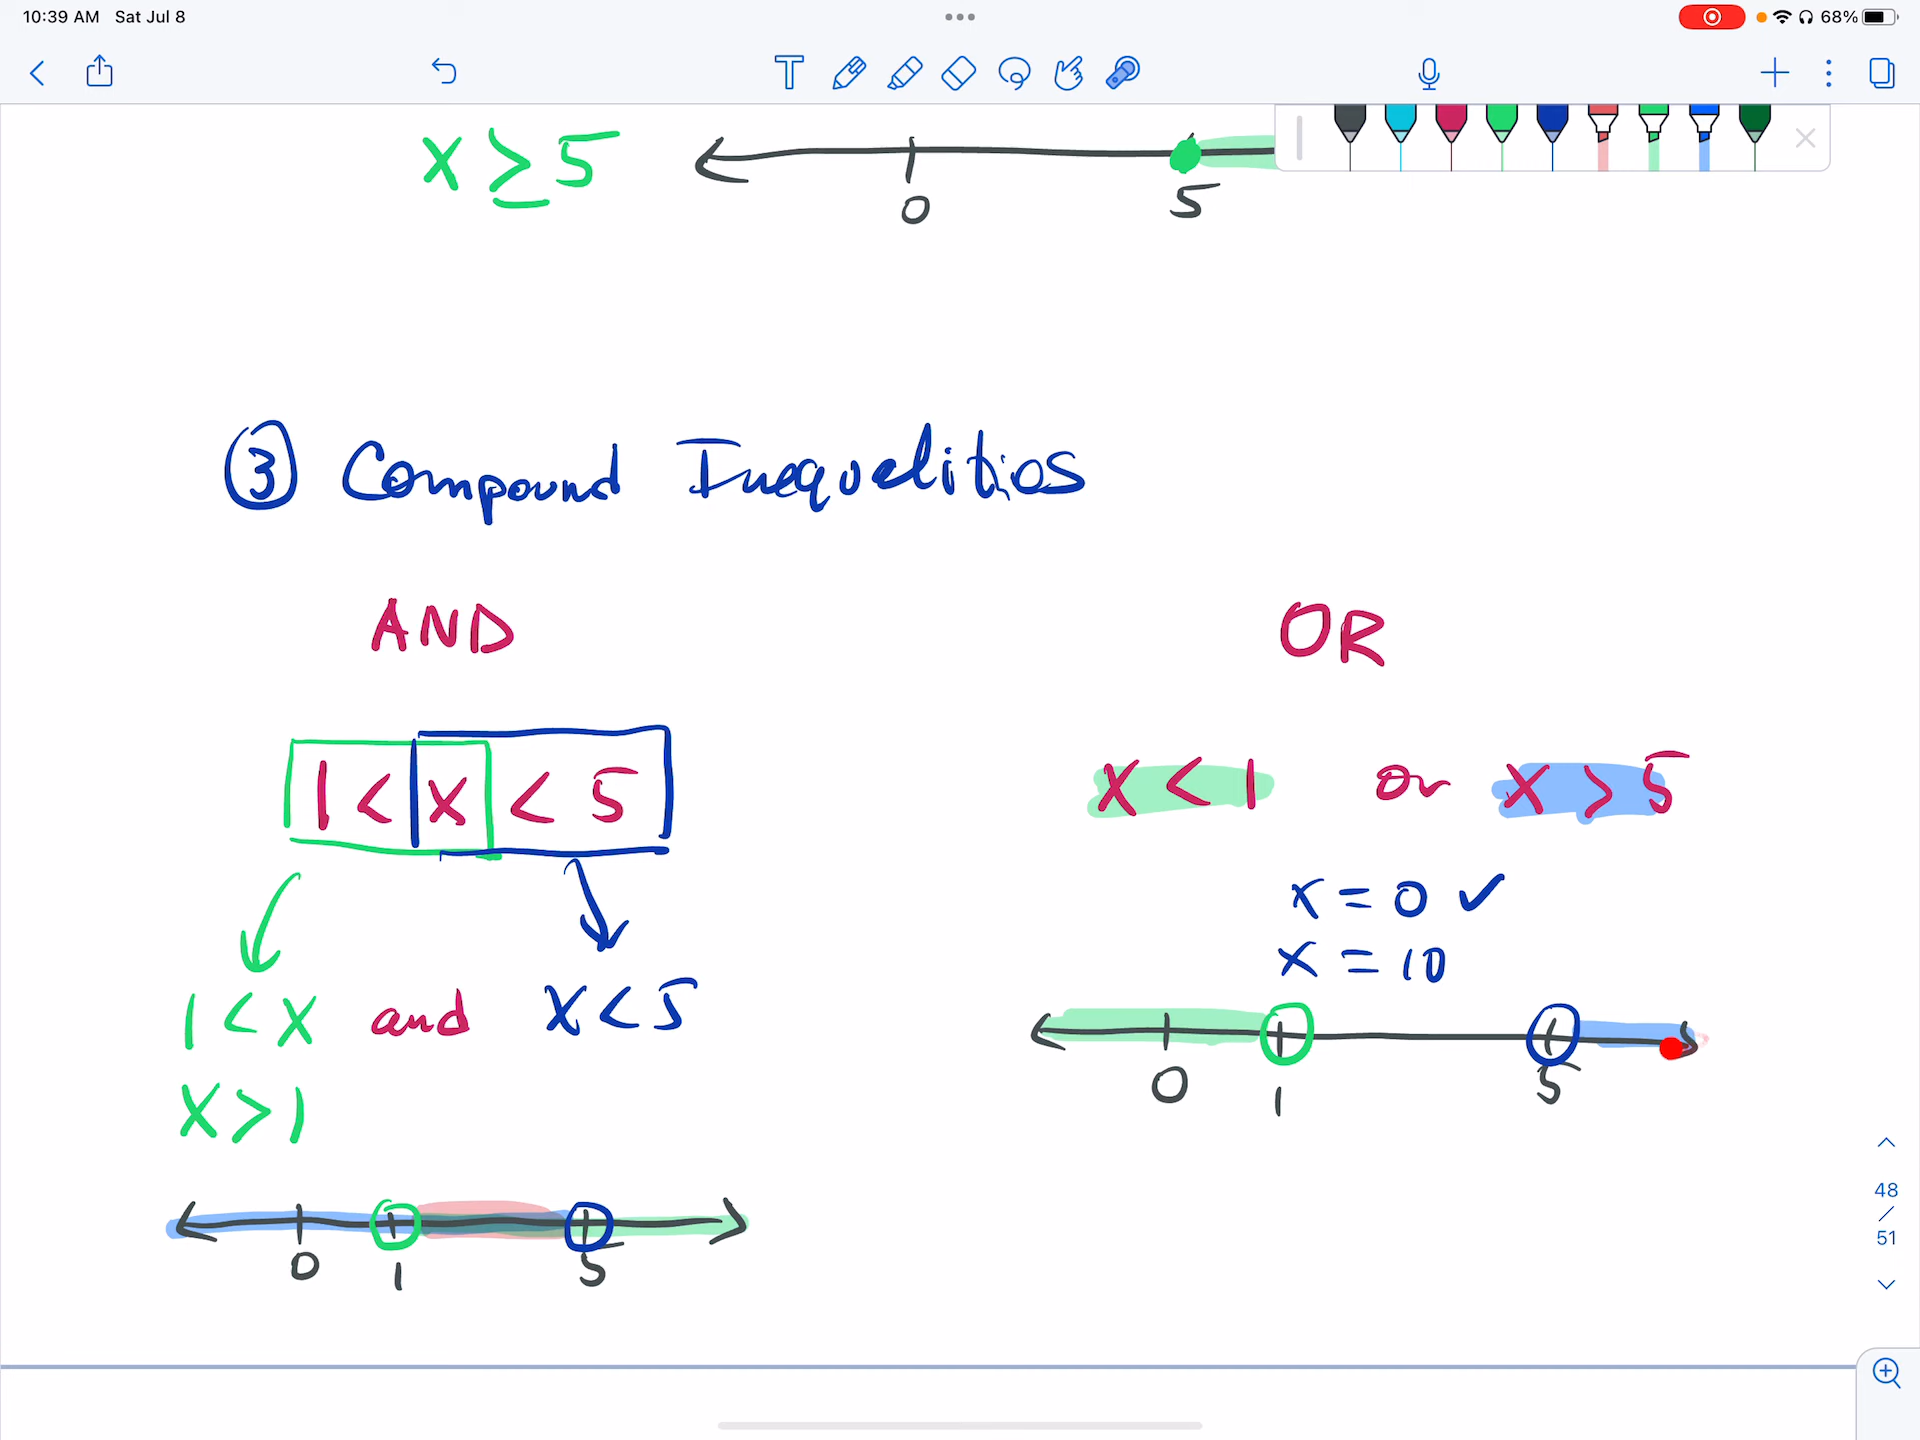 10:39 AM Sat Jul 8
68%
T
x ≥ 5
0 5
③ Compound Inequalities
AND OR
1 < x < 5
x < 1 or x > 5
x = 0 ✓
x = 10
1 < x and x < 5
0 1 5
x > 1
0 1 5
48
/
51